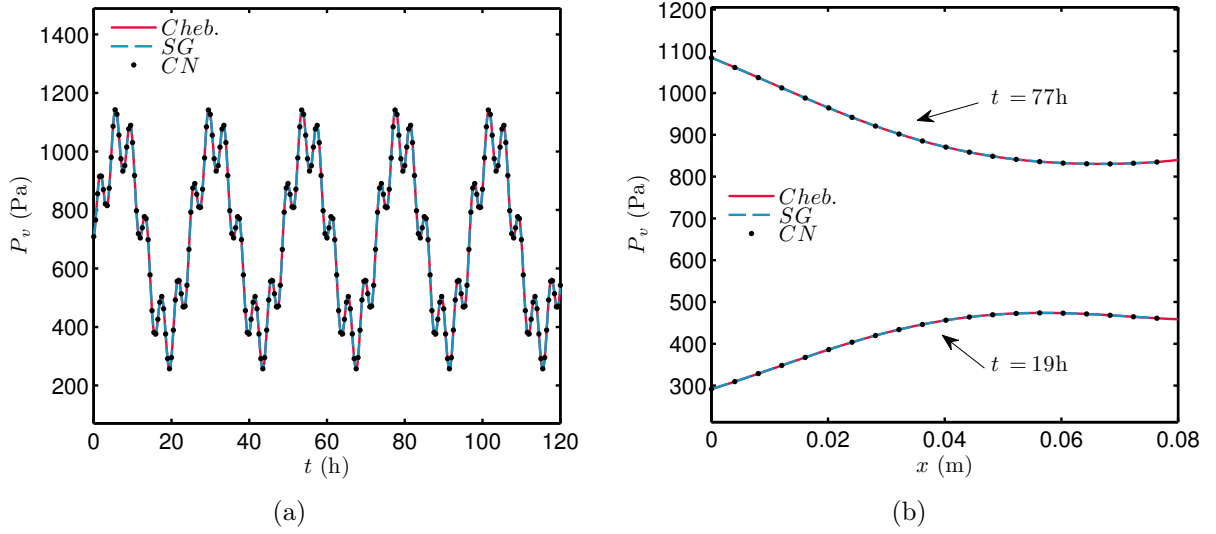 1400
1200
1000
800
600
400
200
P_v (Pa)
Cheb.
SG
CN
0 20 40 60 80 100 120
t (h)
(a)
1200
1100
1000
900
800
700
600
500
400
300
P_v (Pa)
t = 77h
Cheb.
SG
CN
t = 19h
0 0.02 0.04 0.06 0.08
x (m)
(b)